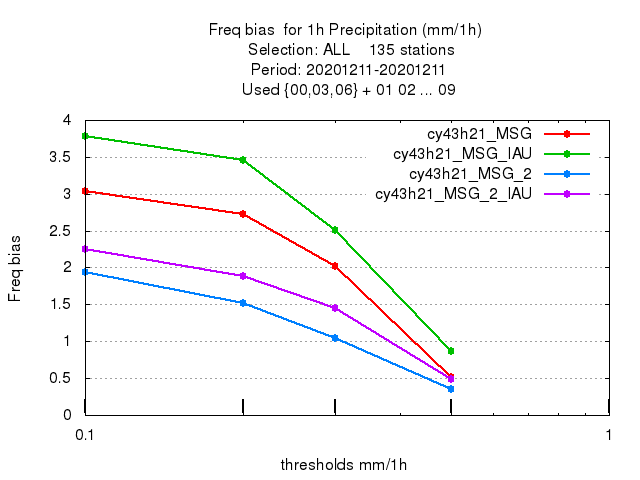 Freq bias  for 1h Precipitation (mm/1h)
Selection: ALL    135 stations
Period: 20201211-20201211
Used {00,03,06} + 01 02 ... 09
4
3.5
3
2.5
2
1.5
1
0.5
0
Freq bias
cy43h21_MSG
cy43h21_MSG_IAU
cy43h21_MSG_2
cy43h21_MSG_2_IAU
0.1
1
thresholds mm/1h